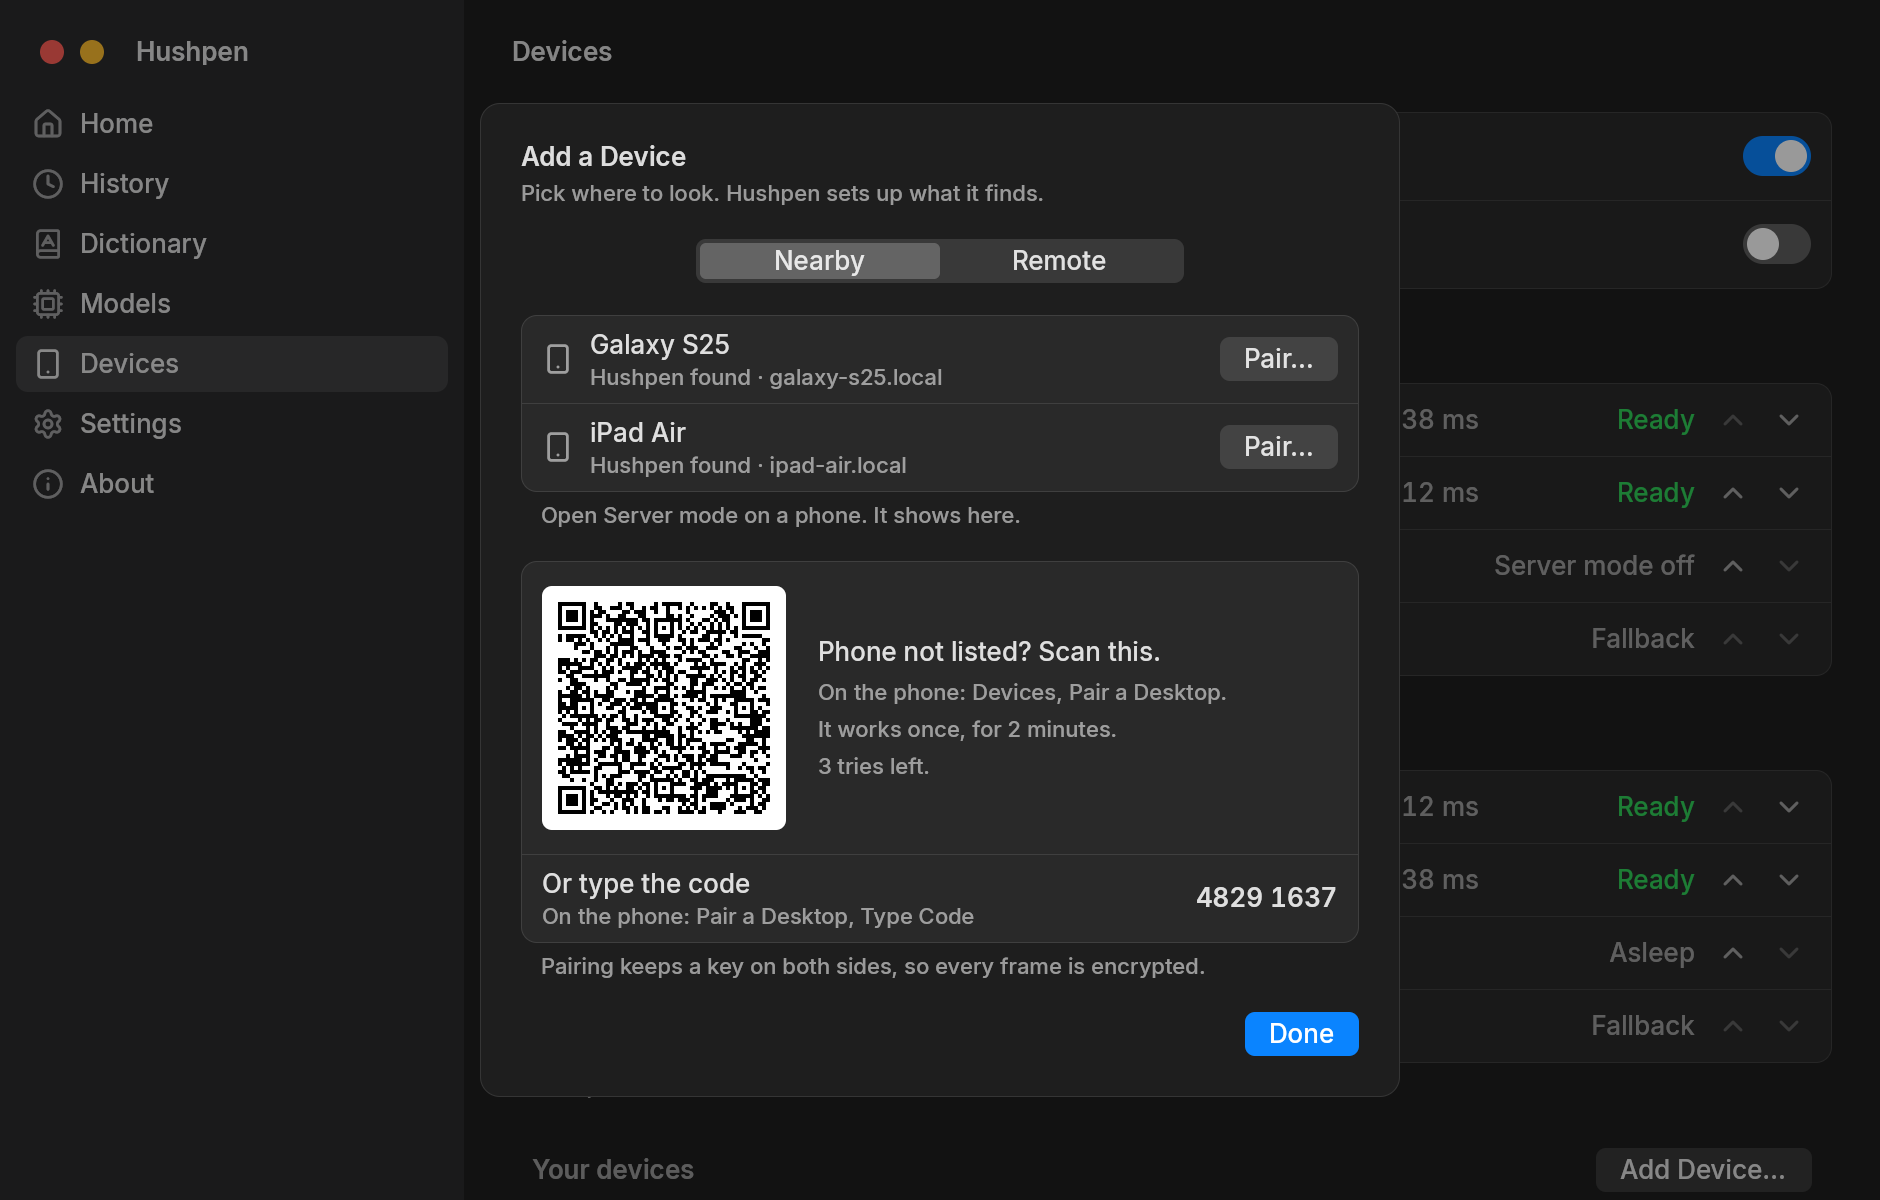 Hushpen
Home
History
Dictionary
Models
Devices
Settings
About
Devices
Add a Device
Pick where to look. Hushpen sets up what it finds.
Nearby
Remote
Galaxy S25
Hushpen found · galaxy-s25.local
Pair...
iPad Air
Hushpen found · ipad-air.local
Pair...
Open Server mode on a phone. It shows here.
Phone not listed? Scan this.
On the phone: Devices, Pair a Desktop.
It works once, for 2 minutes.
3 tries left.
Or type the code
On the phone: Pair a Desktop, Type Code
4829 1637
Pairing keeps a key on both sides, so every frame is encrypted.
Done
38 ms Ready
12 ms Ready
Server mode off
Fallback
12 ms Ready
38 ms Ready
Asleep
Fallback
Your devices
Add Device...